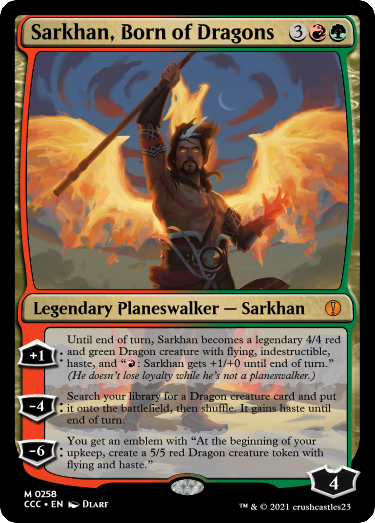 Sarkhan, Born of Dragons 3
Legendary Planeswalker — Sarkhan
Until end of turn, Sarkhan becomes a legendary 4/4 red
and green Dragon creature with flying, indestructible,
+1: haste, and “: Sarkhan gets +1/+0 until end of turn.”
(He doesn't lose loyalty while he's not a planeswalker.)
Search your library for a Dragon creature card and put
-4: it onto the battlefield, then shuffle. It gains haste until
end of turn.
You get an emblem with “At the beginning of your
-6: upkeep, create a 5/5 red Dragon creature token with
flying and haste.”
4
M 0258
CCC • EN DLARF
™ & © 2021 crushcastles23